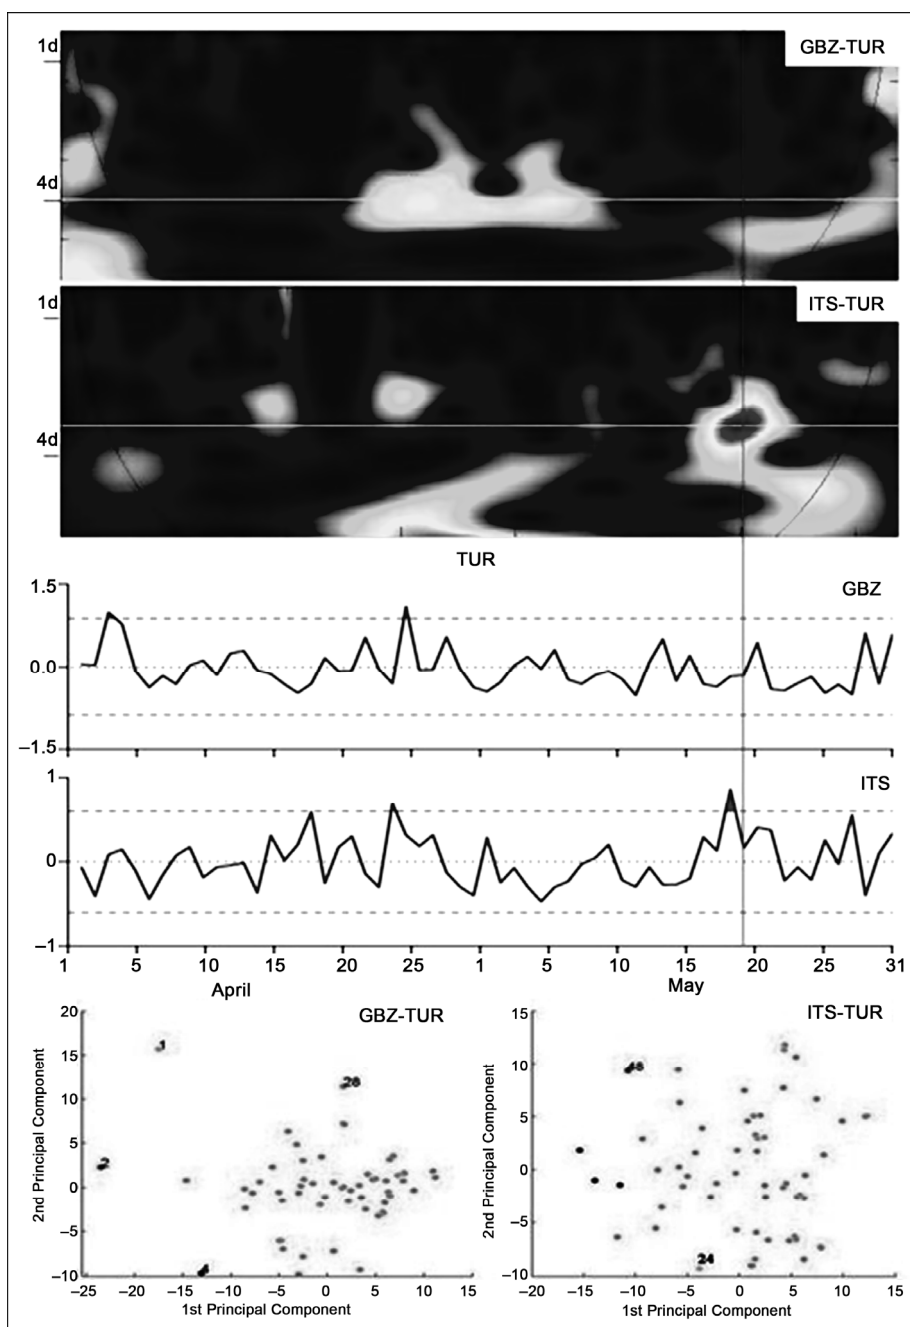 1d
GBZ-TUR
4d
1d
ITS-TUR
4d
TUR
1.5
GBZ
0.0
−1.5
1
ITS
0
−1
1 5 10 15 20 25 1 5 10 15 20 25 31
April May
GBZ-TUR
20
15
10
5
0
−5
−10
2nd Principal Component
1
28
2
4
−25 −20 −15 −10 −5 0 5 10 15
1st Principal Component
ITS-TUR
15
10
5
0
−5
−10
2nd Principal Component
48
24
−20 −15 −10 −5 0 5 10 15
1st Principal Component